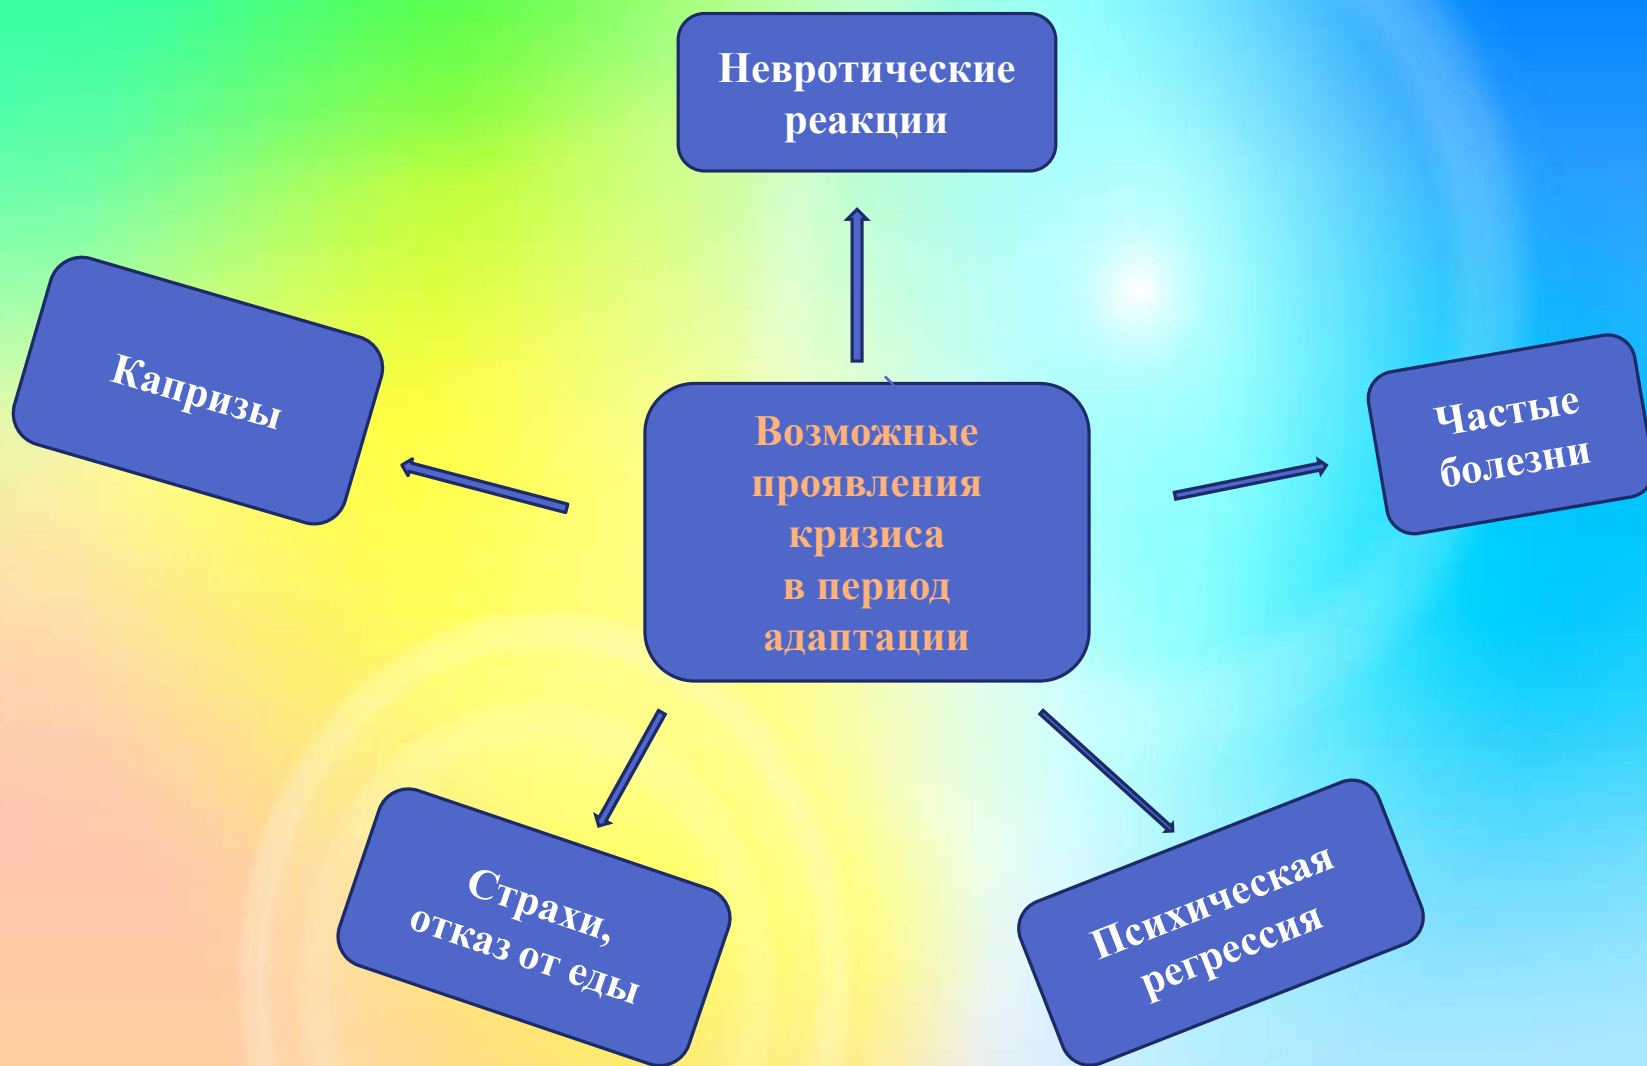 Невротические
реакции
Капризы
Частые
болезни
Возможные
проявления
кризиса
в период
адаптации
Страхи,
отказ от еды
Психическая
регрессия